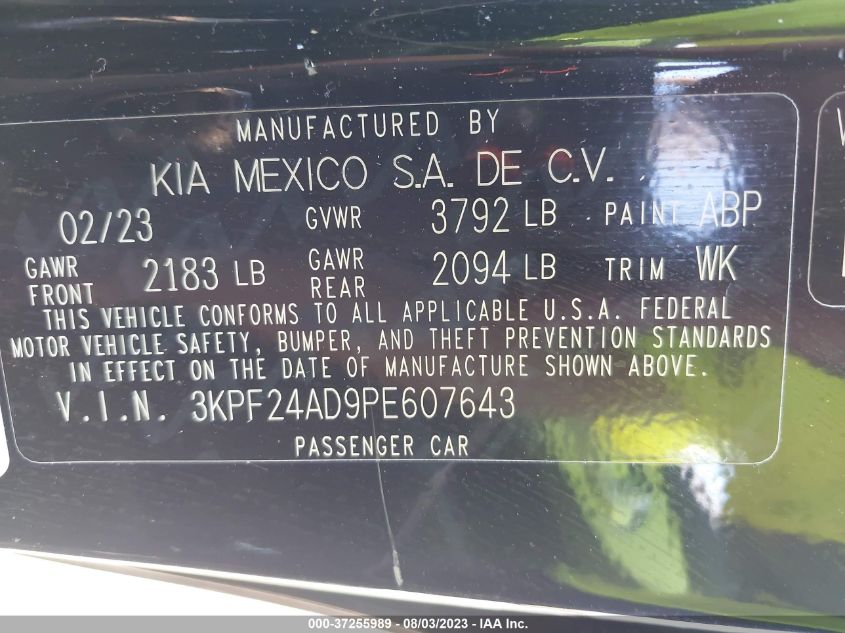 MANUFACTURED BY
KIA MEXICO S.A. DE C.V.
02/23 GVWR 3792 LB PAINT ABP
GAWR FRONT 2183 LB GAWR REAR 2094 LB TRIM WK
THIS VEHICLE CONFORMS TO ALL APPLICABLE U.S.A. FEDERAL
MOTOR VEHICLE SAFETY, BUMPER, AND THEFT PREVENTION STANDARDS
IN EFFECT ON THE DATE OF MANUFACTURE SHOWN ABOVE.
V.I.N. 3KPF24AD9PE607643
PASSENGER CAR
000-37255989 - 08/03/2023 - IAA Inc.